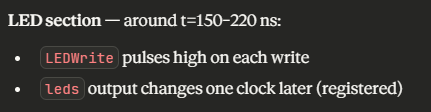 LED section — around t=150–220 ns:
• LEDWrite pulses high on each write
• leds output changes one clock later (registered)